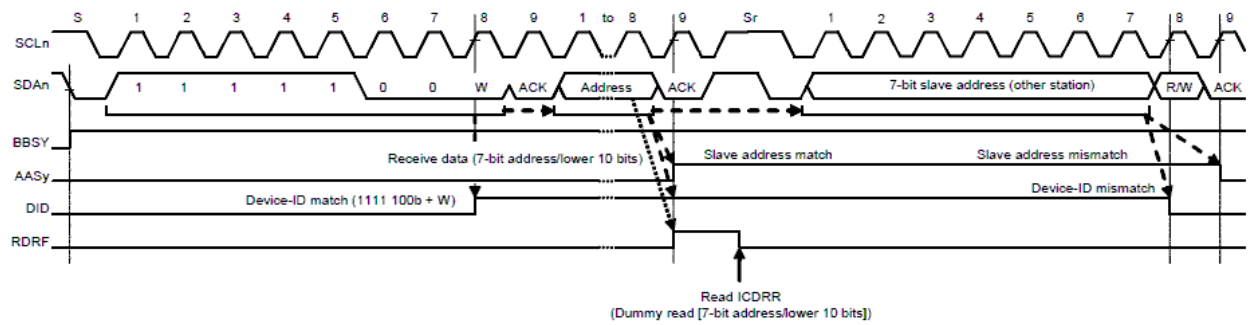 S 1 2 3 4 5 6 7 8 9 1 to 8 9 Sr 1 2 3 4 5 6 7 8 9
SCLn
SDAn 1 1 1 1 1 0 0 W ACK Address ACK 7-bit slave address (other station) R/W ACK
BBSY
Receive data (7-bit address/lower 10 bits) Slave address match Slave address mismatch
AASy
Device-ID match (1111 100b + W) Device-ID mismatch
DID
RDRF
Read ICDRR
(Dummy read [7-bit address/lower 10 bits])